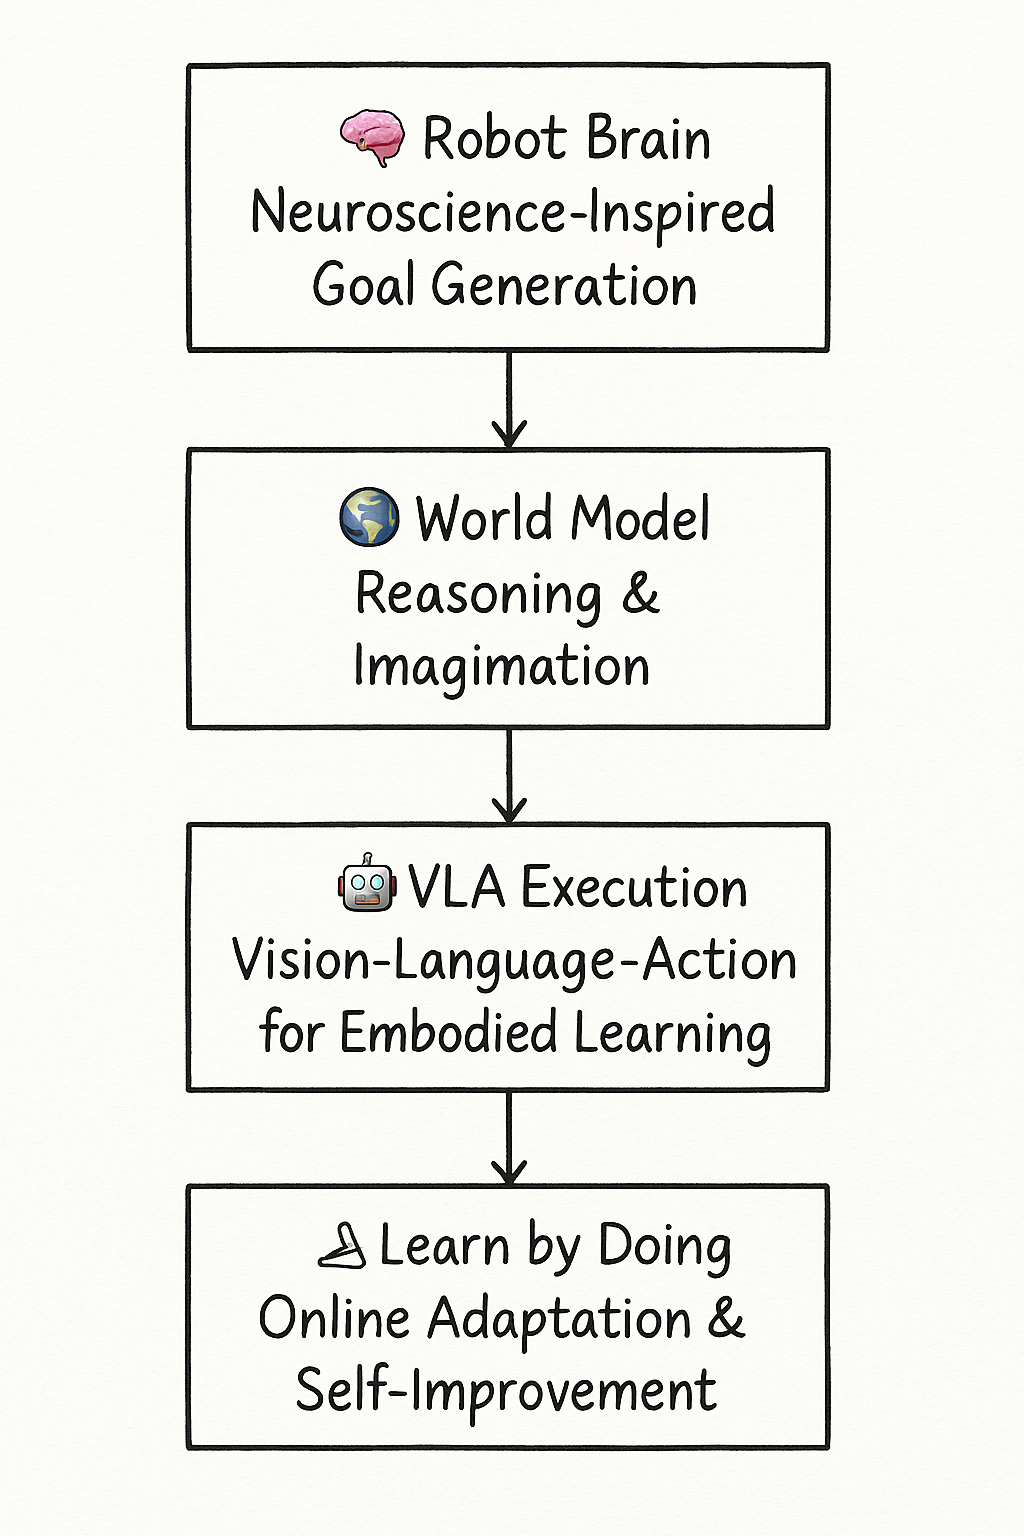 Robot Brain
Neuroscience-Inspired
Goal Generation
World Model
Reasoning &
Imagimation
VLA Execution
Vision-Language-Action
for Embodied Learning
Learn by Doing
Online Adaptation &
Self-Improvement